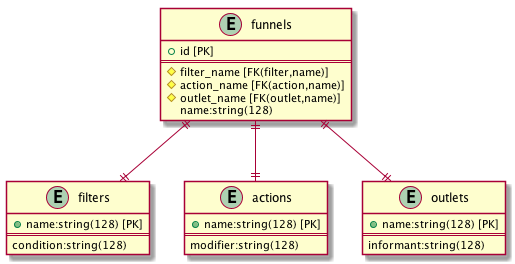 E funnels
id [PK]
filter_name [FK(filter,name)]
action_name [FK(action,name)]
outlet_name [FK(outlet,name)]
name:string(128)
E filters
name:string(128) [PK]
condition:string(128)
E actions
name:string(128) [PK]
modifier:string(128)
E outlets
name:string(128) [PK]
informant:string(128)